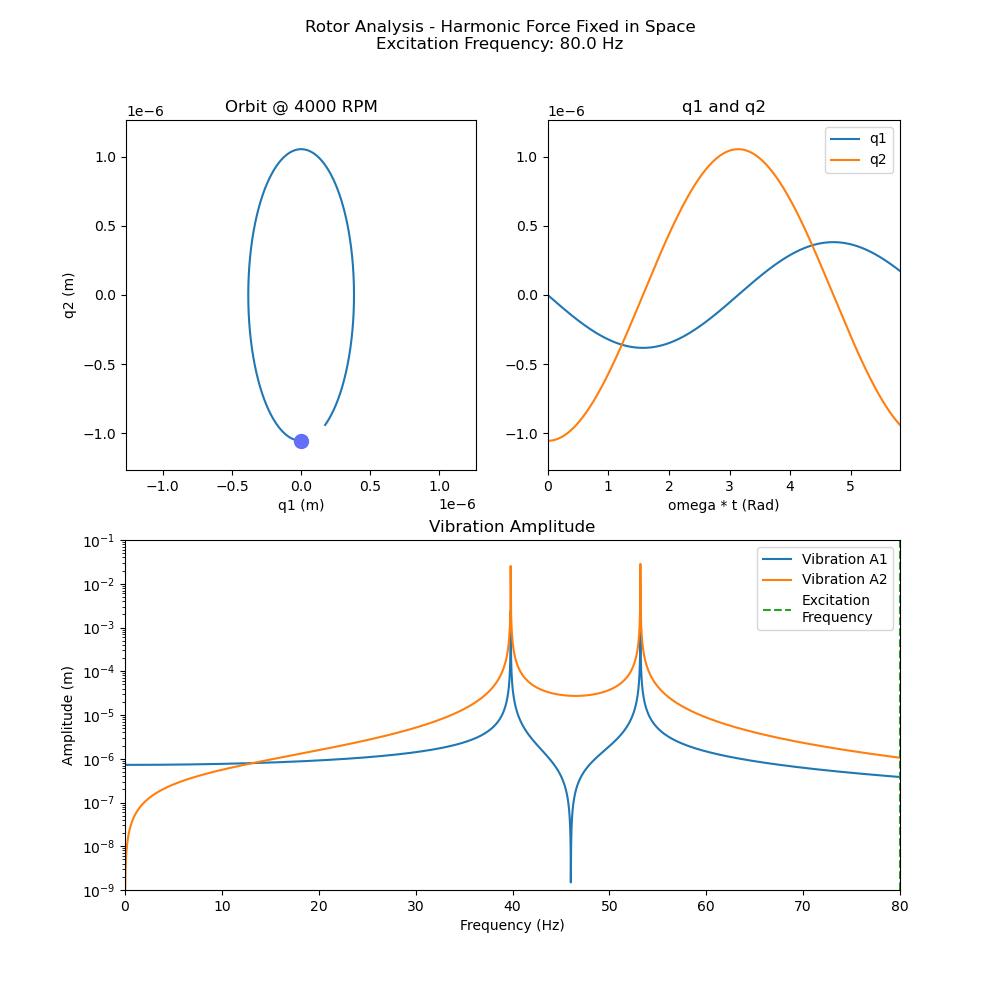 Rotor Analysis - Harmonic Force Fixed in Space
Excitation Frequency: 80.0 Hz
Orbit @ 4000 RPM
1e−6
1.0
0.5
0.0
−0.5
−1.0
q2 (m)
−1.0 −0.5 0.0 0.5 1.0
q1 (m)
1e−6
q1 and q2
1e−6
q1
q2
1.0
0.5
0.0
−0.5
−1.0
0 1 2 3 4 5
omega * t (Rad)
Vibration Amplitude
Vibration A1
Vibration A2
Excitation
Frequency
10⁻¹
10⁻²
10⁻³
10⁻⁴
10⁻⁵
10⁻⁶
10⁻⁷
10⁻⁸
10⁻⁹
Amplitude (m)
0 10 20 30 40 50 60 70 80
Frequency (Hz)